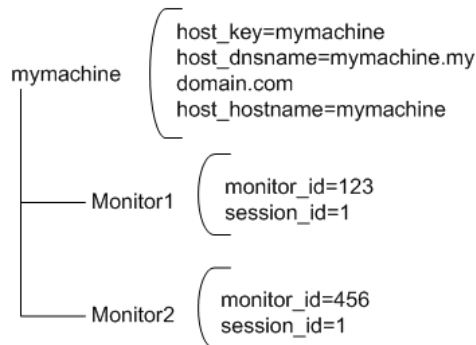 mymachine
host_key=mymachine
host_dnsname=mymachine.my
domain.com
host_hostname=mymachine
Monitor1
monitor_id=123
session_id=1
Monitor2
monitor_id=456
session_id=1